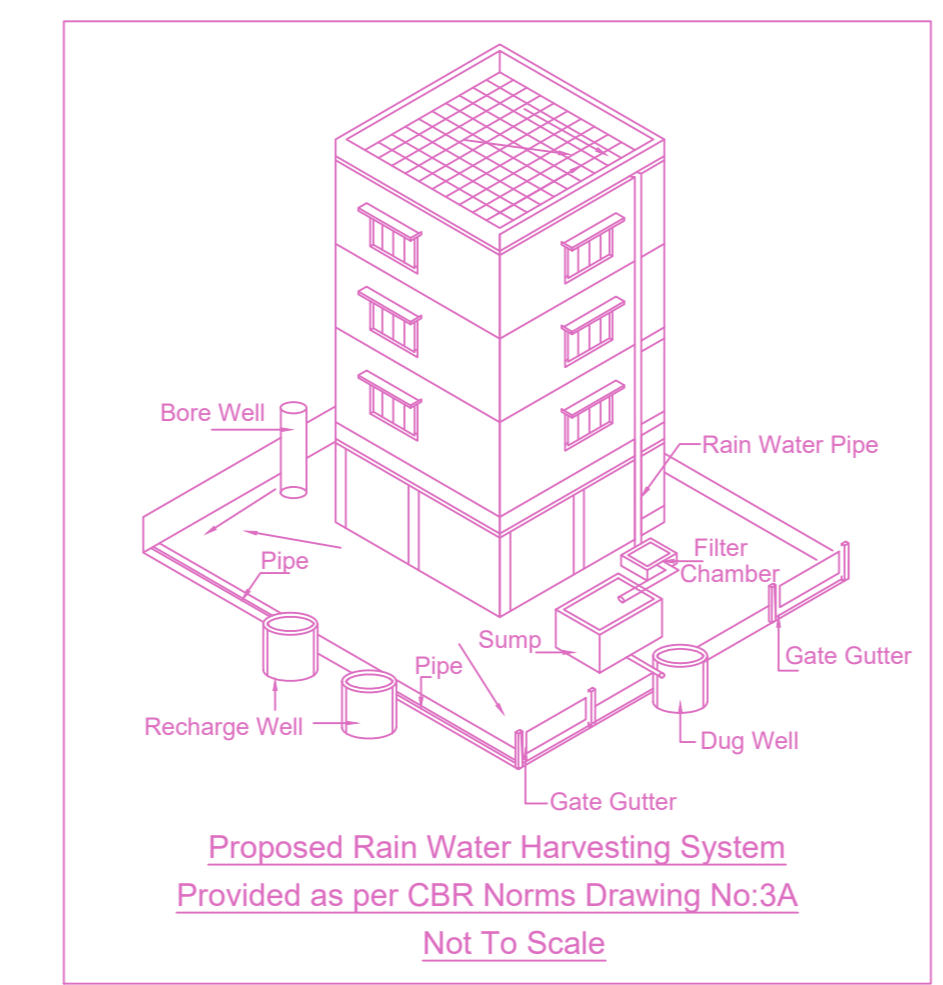 Bore Well
Rain Water Pipe
Filter
Chamber
Pipe
Sump
Pipe
Gate Gutter
Recharge Well
Dug Well
Gate Gutter
Proposed Rain Water Harvesting System
Provided as per CBR Norms Drawing No:3A
Not To Scale